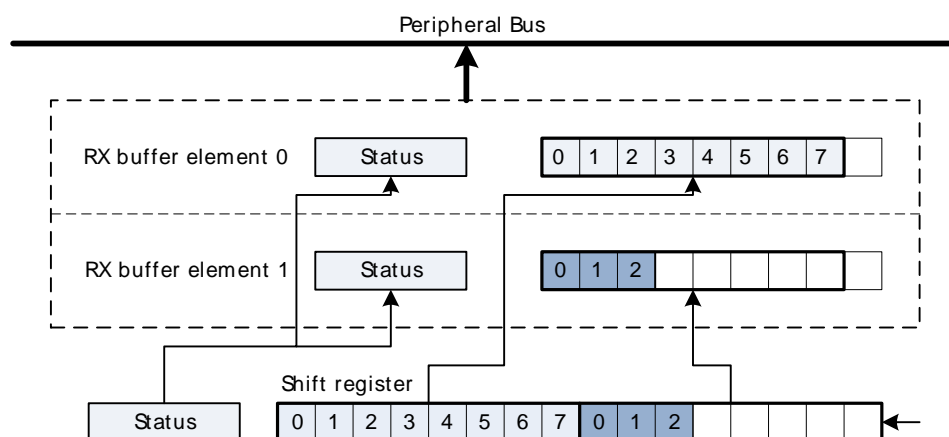 Peripheral Bus
RX buffer element 0 Status 0 1 2 3 4 5 6 7
RX buffer element 1 Status 0 1 2
Shift register
Status 0 1 2 3 4 5 6 7 0 1 2